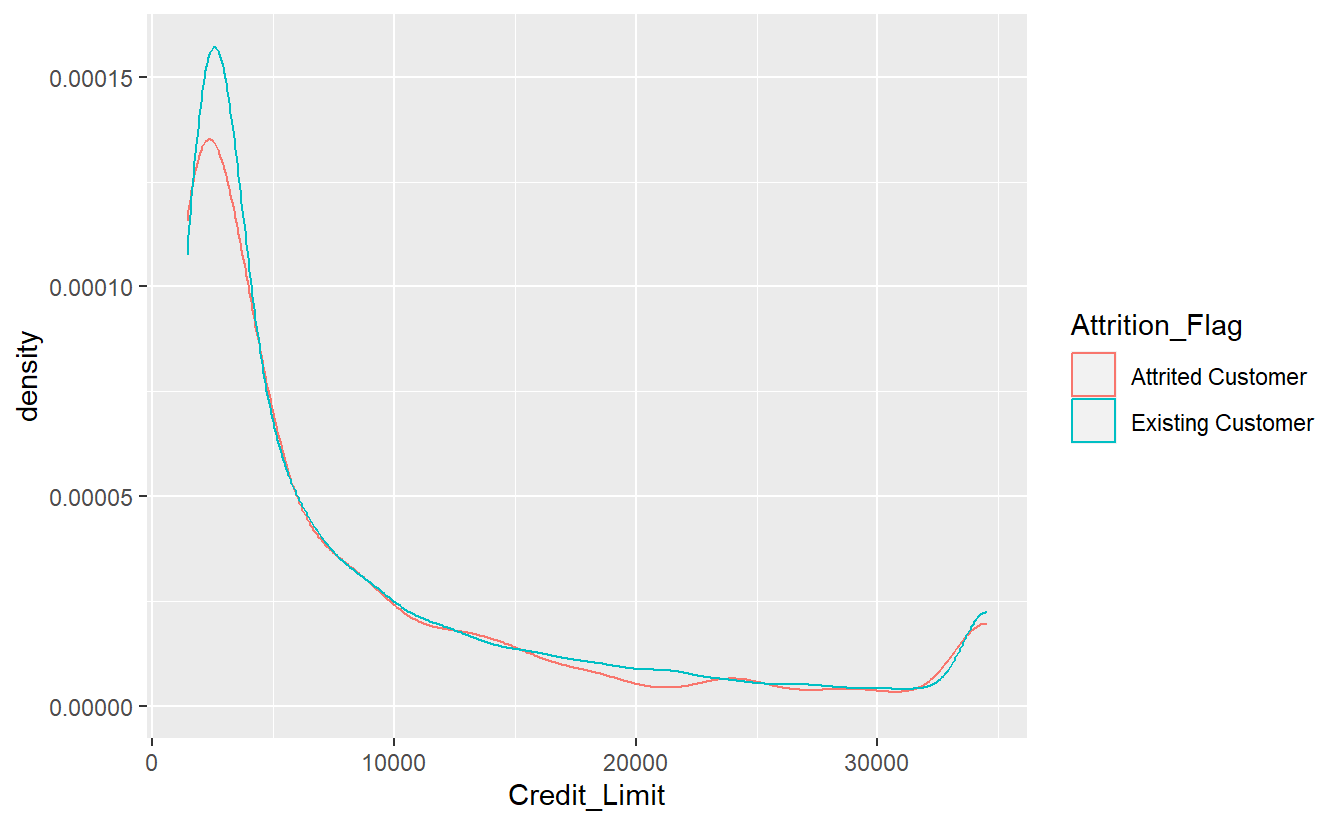 0.00015
0.00010
0.00005
0.00000
density
0 10000 20000 30000
Credit_Limit
Attrition_Flag
Attrited Customer
Existing Customer